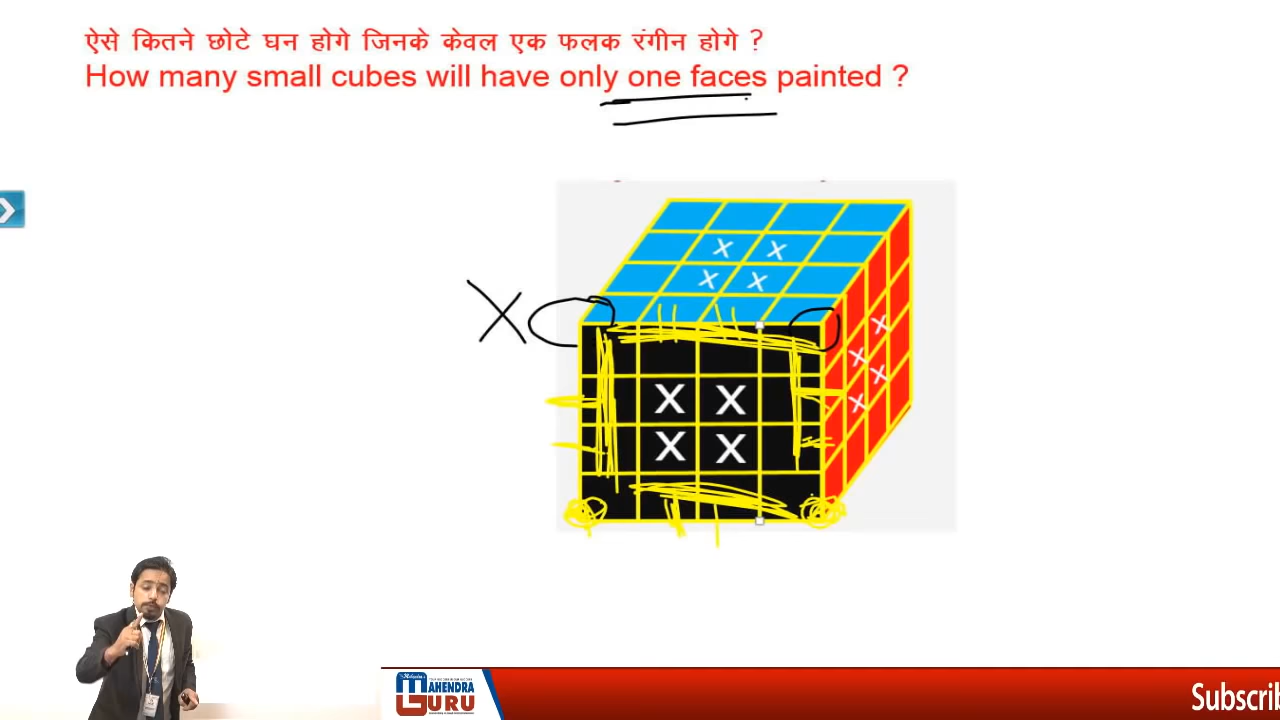 ऐसे कितने छोटे घन होगे जिनके केवल एक फलक रंगीन होगे ?
How many small cubes will have only one faces painted ?
X
X X
X X
X X
X X
X
X
X
X
Mahendra's
MAHENDRA
GURU
Subscrib